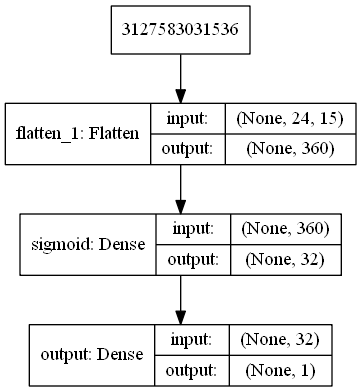 3127583031536
flatten_1: Flatten
input:
(None, 24, 15)
output:
(None, 360)
sigmoid: Dense
input:
(None, 360)
output:
(None, 32)
output: Dense
input:
(None, 32)
output:
(None, 1)